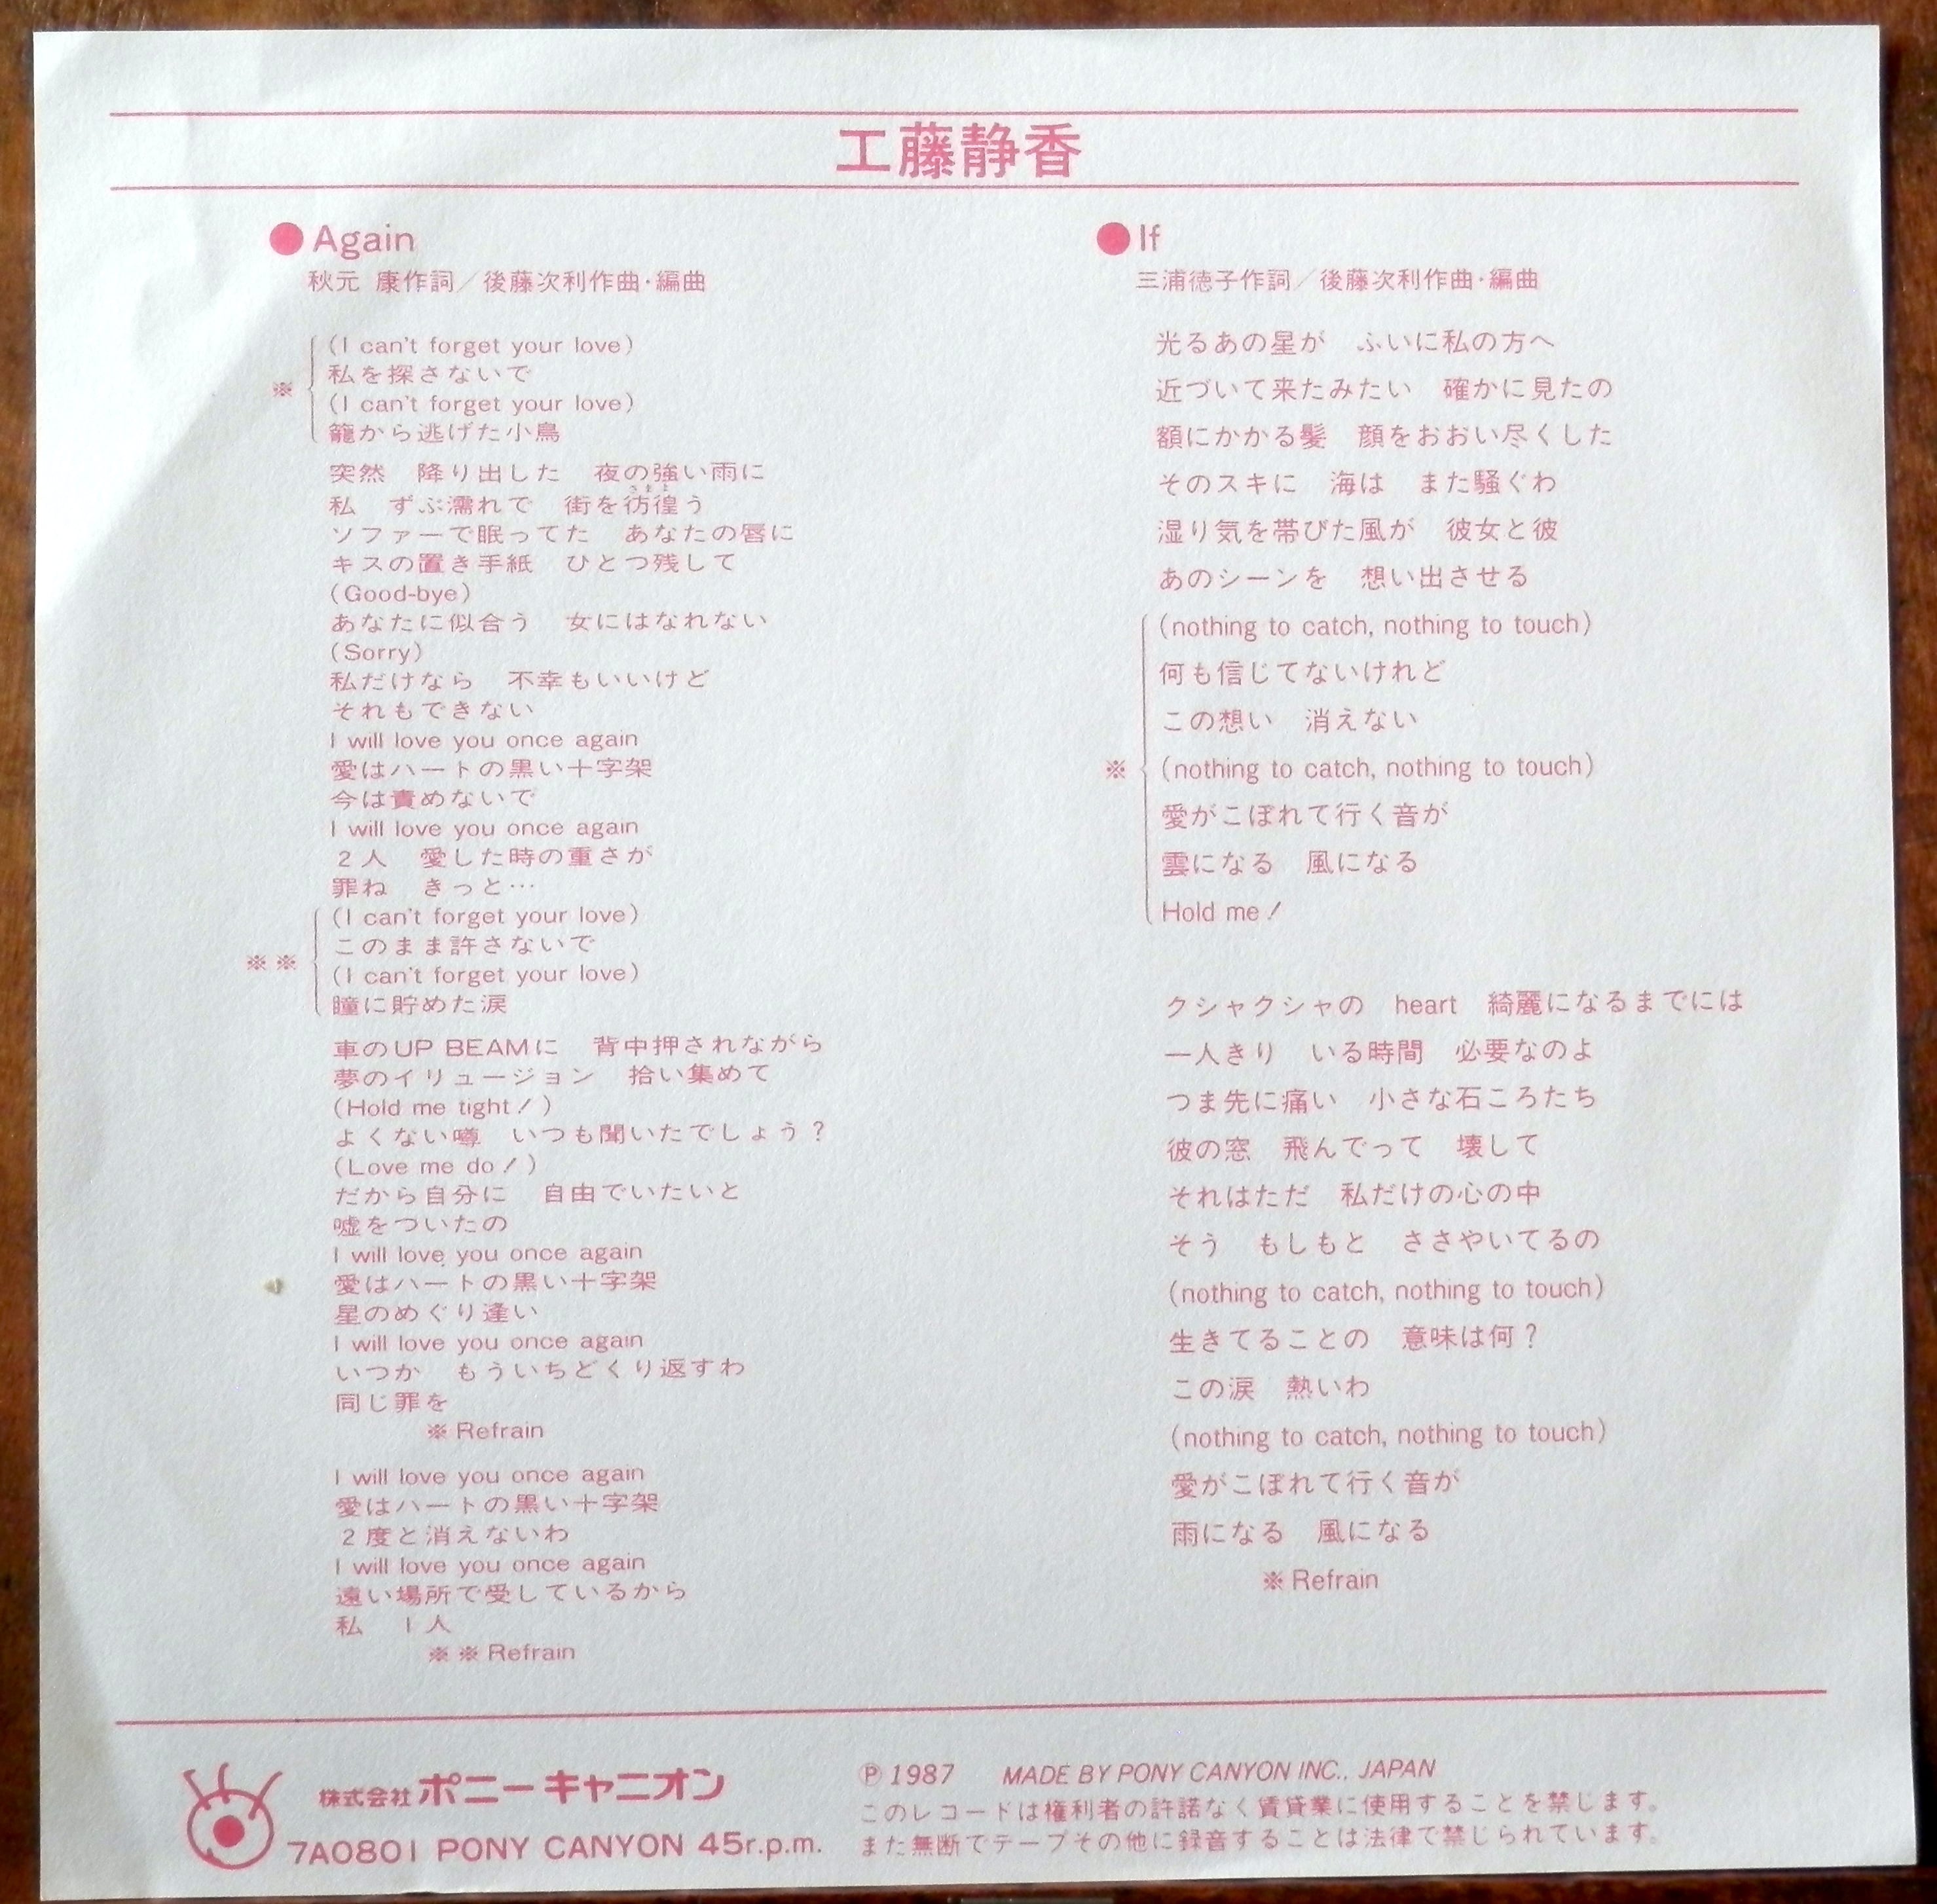 工藤静香
●Again
秋元 康作詞／後藤次利作曲・編曲
(I can't forget your love)
私を探さないで
※
(I can't forget your love)
籠から逃げた小鳥
突然　降り出した　夜の強い雨に
さまよ
私　ずぶ濡れで　街を彷徨う
ソファーで眠ってた　あなたの唇に
キスの置き手紙　ひとつ残して
(Good-bye)
あなたに似合う　女にはなれない
(Sorry)
私だけなら　不幸もいいけど
それもできない
I will love you once again
愛はハートの黒い十字架
今は責めないで
I will love you once again
2人　愛した時の重さが
罪ね　きっと…
(I can't forget your love)
このまま許さないで
※※
(I can't forget your love)
瞳に貯めた涙
車のUP BEAMに　背中押されながら
夢のイリュージョン　拾い集めて
(Hold me tight！)
よくない噂　いつも聞いたでしょう？
(Love me do！)
だから自分に　自由でいたいと
嘘をついたの
I will love you once again
愛はハートの黒い十字架
星のめぐり逢い
I will love you once again
いつか　もういちどくり返すわ
同じ罪を
※Refrain
I will love you once again
愛はハートの黒い十字架
2度と消えないわ
I will love you once again
遠い場所で愛しているから
私　1人
※※Refrain
●If
三浦徳子作詞／後藤次利作曲・編曲
光るあの星が　ふいに私の方へ
近づいて来たみたい　確かに見たの
額にかかる髪　顔をおおい尽くした
そのスキに　海は　また騒ぐわ
湿り気を帯びた風が　彼女と彼
あのシーンを　想い出させる
(nothing to catch, nothing to touch)
何も信じてないけれど
この想い　消えない
※
(nothing to catch, nothing to touch)
愛がこぼれて行く音が
雲になる　風になる
Hold me！
クシャクシャの　heart　綺麗になるまでには
一人きり　いる時間　必要なのよ
つま先に痛い　小さな石ころたち
彼の窓　飛んでって　壊して
それはただ　私だけの心の中
そう　もしもと　ささやいてるの
(nothing to catch, nothing to touch)
生きてることの　意味は何？
この涙　熱いわ
(nothing to catch, nothing to touch)
愛がこぼれて行く音が
雨になる　風になる
※Refrain
株式会社ポニーキャニオン
7A0801 PONY CANYON 45r.p.m.
Ⓟ1987　MADE BY PONY CANYON INC., JAPAN
このレコードは権利者の許諾なく賃貸業に使用することを禁じます。
また無断でテープその他に録音することは法律で禁じられています。